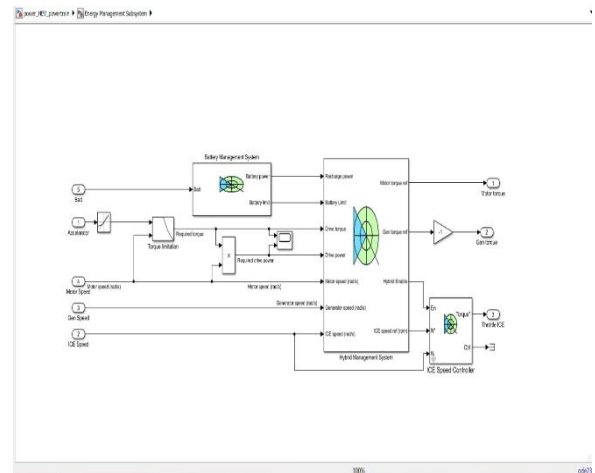 power_HEV_powertrain Energy Management Subsystem
Battery Management System
Battery power
Batt
Battery limit
5
Batt
1
Accelerator
Torque limitation
Required torque
x
Required drive power
4
Motor Speed
Motor speed (rad/s)
Motor speed (rad/s)
3
Gen Speed
Generator speed (rad/s)
2
ICE Speed
Recharge power
Battery Limit
Drive torque
Drive power
Motor speed (rad/s)
Generator speed (rad/s)
ICE speed (rad/s)
Motor torque ref
Gen torque ref
Hybrid Enable
ICE speed ref (rpm)
Hybrid Management System
1
Motor torque
-1
2
Gen torque
En
N*
N
Torque*
Ctrl
ICE Speed Controller
3
Throttle ICE
100%